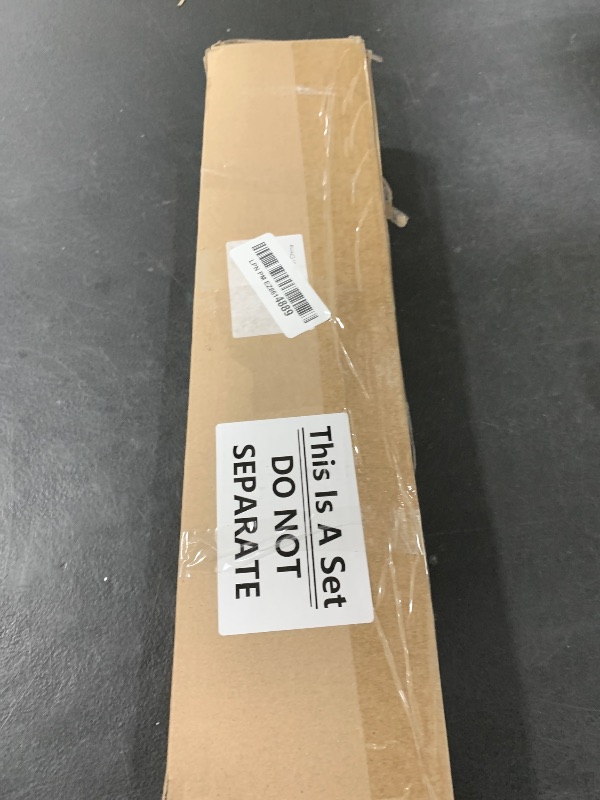 This Is A Set
DO NOT
SEPARATE